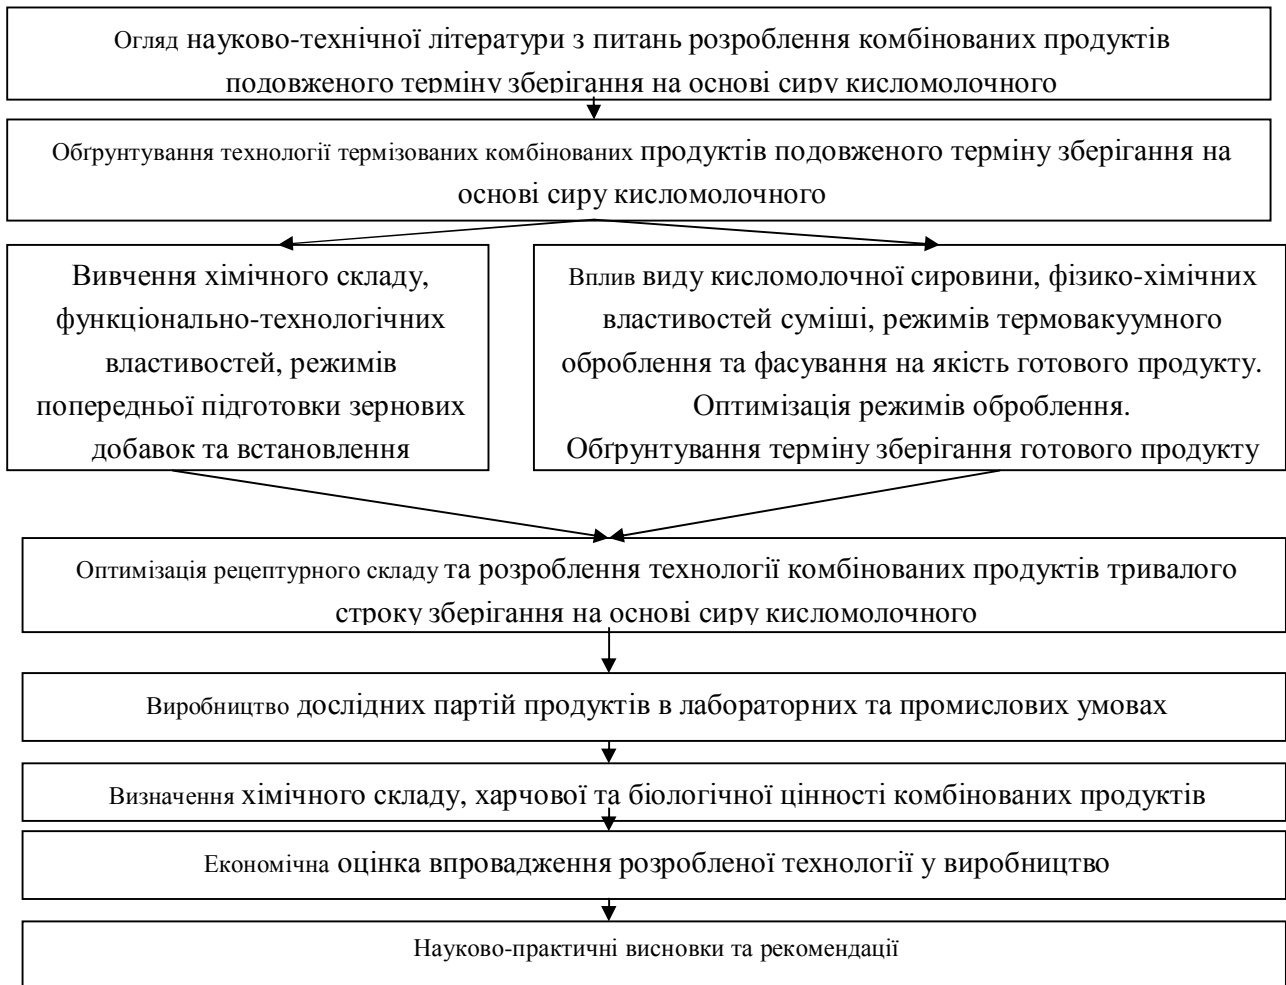 Огляд науково-технічної літератури з питань розроблення комбінованих продуктів
подовженого терміну зберігання на основі сиру кисломолочного
Обґрунтування технології термізованих комбінованих продуктів подовженого терміну зберігання на
основі сиру кисломолочного
Вивчення хімічного складу,
функціонально-технологічних
властивостей, режимів
попередньої підготовки зернових
добавок та встановлення
Вплив виду кисломолочної сировини, фізико-хімічних
властивостей суміші, режимів термовакуумного
оброблення та фасування на якість готового продукту.
Оптимізація режимів оброблення.
Обґрунтування терміну зберігання готового продукту
Оптимізація рецептурного складу та розроблення технології комбінованих продуктів тривалого
строку зберігання на основі сиру кисломолочного
Виробництво дослідних партій продуктів в лабораторних та промислових умовах
Визначення хімічного складу, харчової та біологічної цінності комбінованих продуктів
Економічна оцінка впровадження розробленої технології у виробництво
Науково-практичні висновки та рекомендації